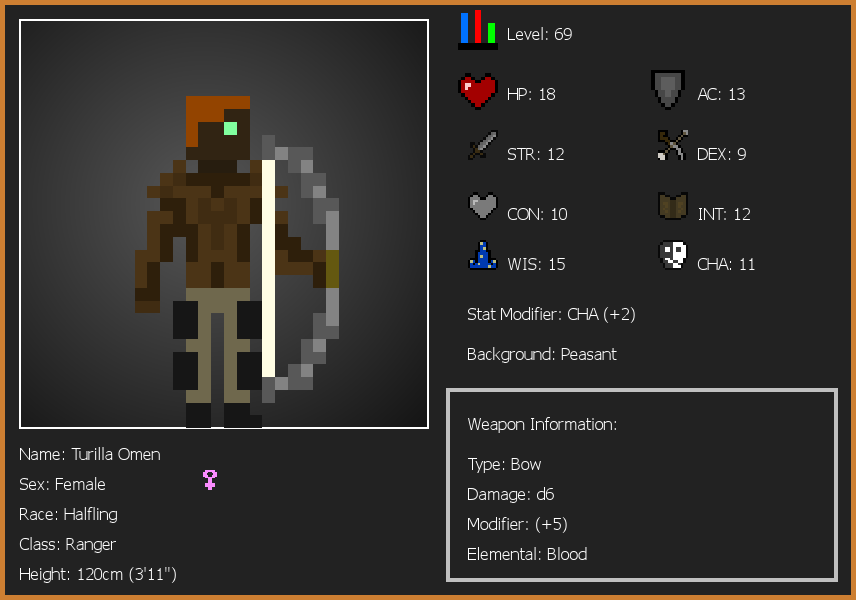 Level: 69
HP: 18
AC: 13
STR: 12
DEX: 9
CON: 10
INT: 12
WIS: 15
CHA: 11
Stat Modifier: CHA (+2)
Background: Peasant
Weapon Information:
Type: Bow
Damage: d6
Modifier: (+5)
Elemental: Blood
Name: Turilla Omen
Sex: Female
Race: Halfling
Class: Ranger
Height: 120cm (3'11")